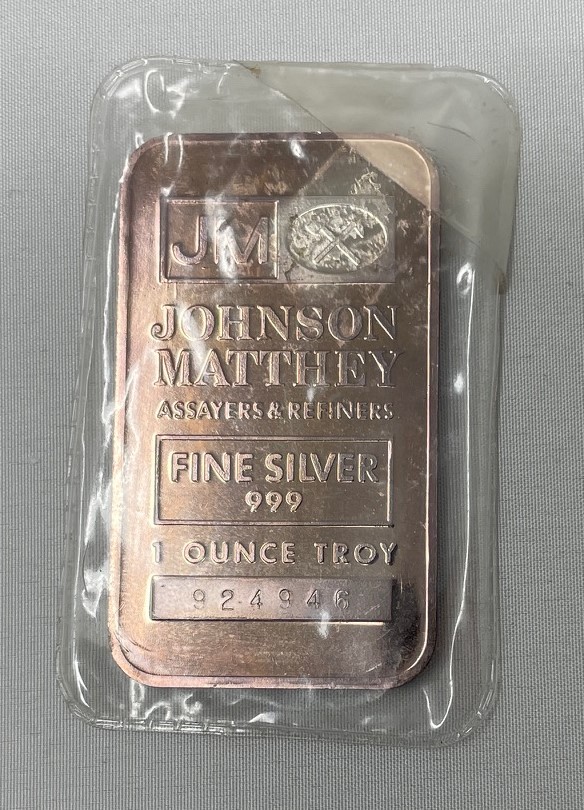 JM
JOHNSON
MATTHEY
ASSAYERS & REFINERS
FINE SILVER
999
1 OUNCE TROY
924946